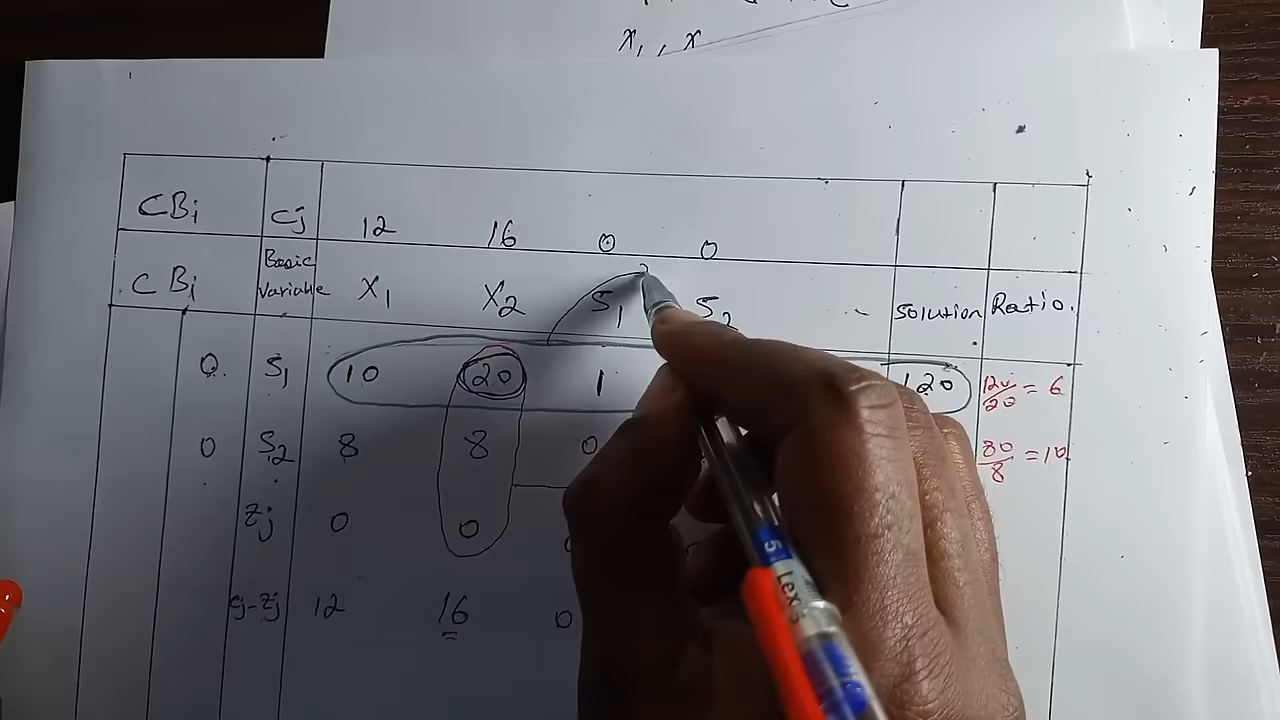 x₁, x
CBi Cj 12 16 0 0
CBi Basic variable X₁ X₂ S₁ S₂ Solution Ratio.
0. S₁ 10 20 1 120 120/20 = 6
0 S₂ 8 8 0 80/8 = 10
Zj 0 0
Cj-Zj 12 16 0
5 Lex